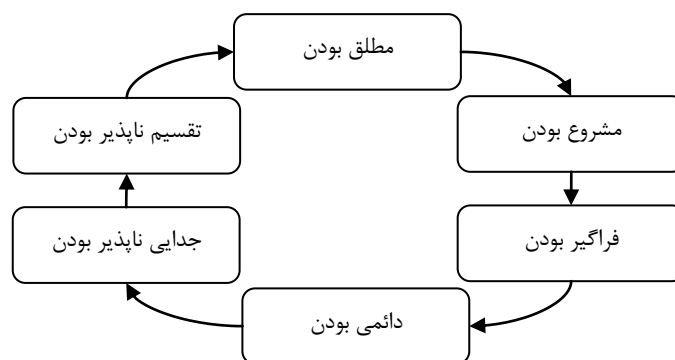 مطلق بودن
مشروع بودن
فراگیر بودن
دائمی بودن
جدایی ناپذیر بودن
تقسیم ناپذیر بودن